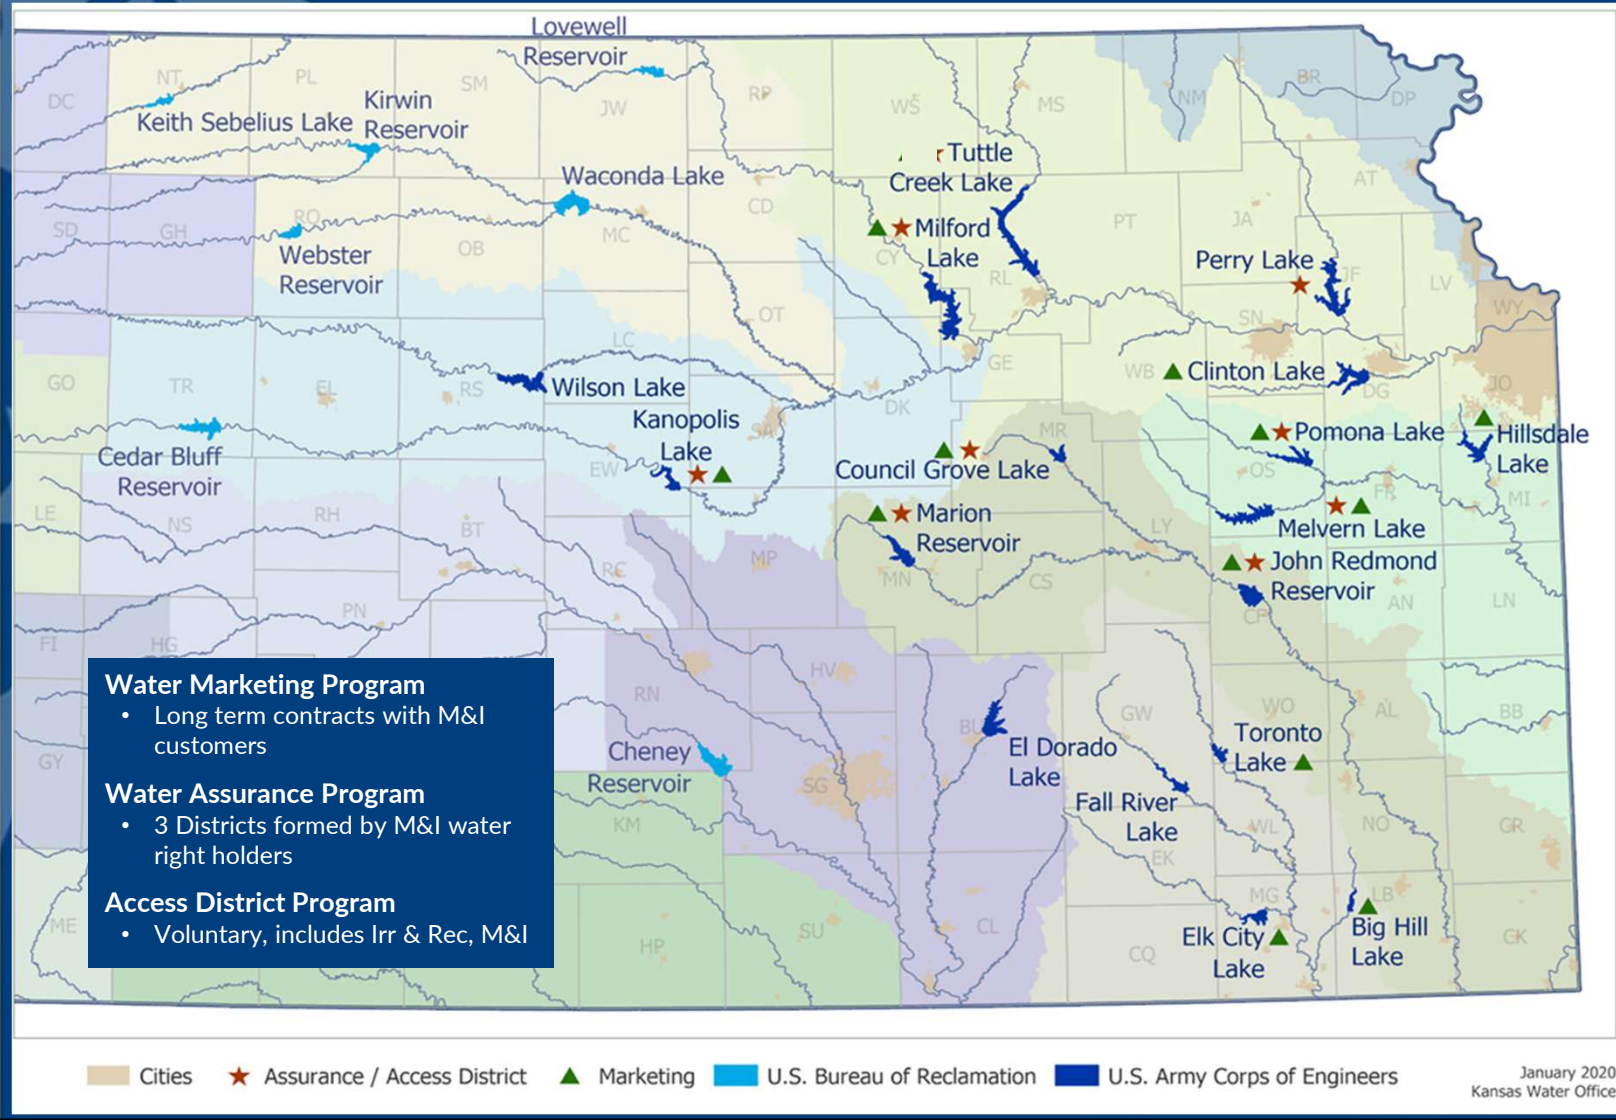 Lovewell
Reservoir
Keith Sebelius Lake
Kirwin
Reservoir
Waconda Lake
Webster
Reservoir
Tuttle
Creek Lake
Milford
Lake
Perry Lake
Wilson Lake
Clinton Lake
Kanopolis
Lake
Cedar Bluff
Reservoir
Council Grove Lake
Pomona Lake
Hillsdale
Lake
Marion
Reservoir
Melvern Lake
John Redmond
Reservoir
Cheney
Reservoir
El Dorado
Lake
Toronto
Lake
Fall River
Lake
Elk City
Lake
Big Hill
Lake
DC
NT
PL
SM
JW
RP
WS
MS
NM
BR
DP
SD
GH
RO
OB
MC
CD
CY
RL
PT
JA
AT
JF
LV
WY
GO
TR
EL
RS
LC
OT
SA
DK
GE
WB
SN
DG
JO
LE
NS
RH
BT
EW
RC
MP
MR
MN
CS
LY
OS
FR
MI
FI
HG
PN
RN
HV
CF
AN
LN
GY
SG
BU
GW
WO
AL
BB
KM
EK
WL
NO
GR
ME
HP
SU
CL
CQ
MG
LB
CK
Water Marketing Program
• Long term contracts with M&I
customers
Water Assurance Program
• 3 Districts formed by M&I water
right holders
Access District Program
• Voluntary, includes Irr & Rec, M&I
Cities
Assurance / Access District
Marketing
U.S. Bureau of Reclamation
U.S. Army Corps of Engineers
January 2020
Kansas Water Office